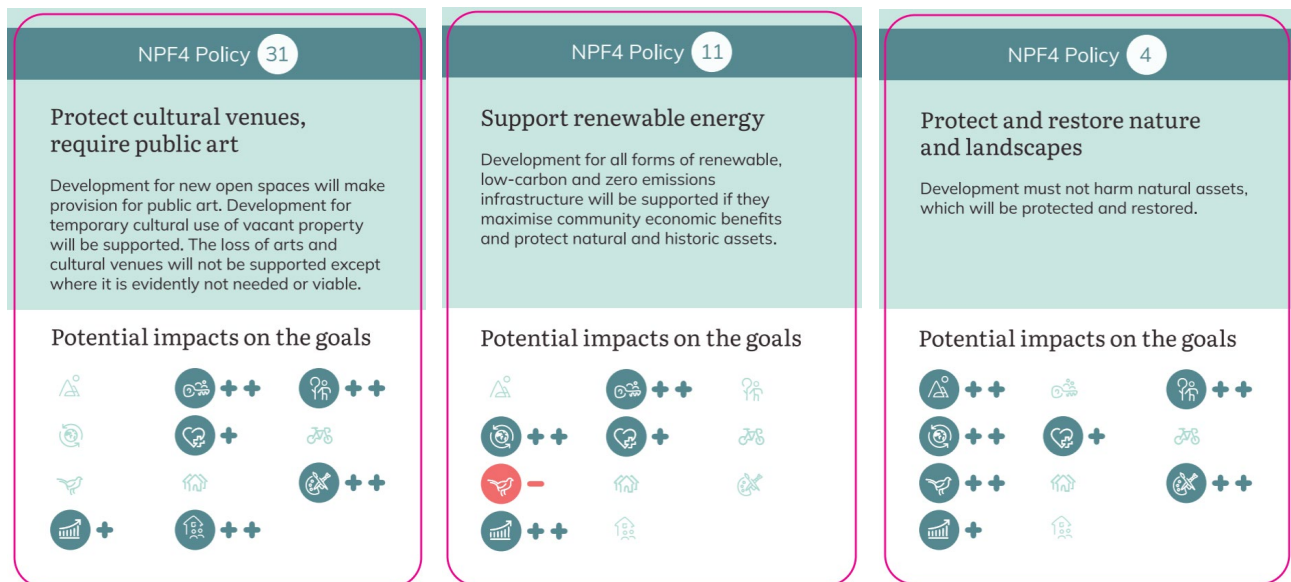 NPF4 Policy 31
Protect cultural venues,
require public art
Development for new open spaces will make
provision for public art. Development for
temporary cultural use of vacant property
will be supported. The loss of arts and
cultural venues will not be supported except
where it is evidently not needed or viable.
Potential impacts on the goals
++
++
+
++
+
++
NPF4 Policy 11
Support renewable energy
Development for all forms of renewable,
low-carbon and zero emissions
infrastructure will be supported if they
maximise community economic benefits
and protect natural and historic assets.
Potential impacts on the goals
++
++
+
-
++
NPF4 Policy 4
Protect and restore nature
and landscapes
Development must not harm natural assets,
which will be protected and restored.
Potential impacts on the goals
++
++
++
+
++
++
+